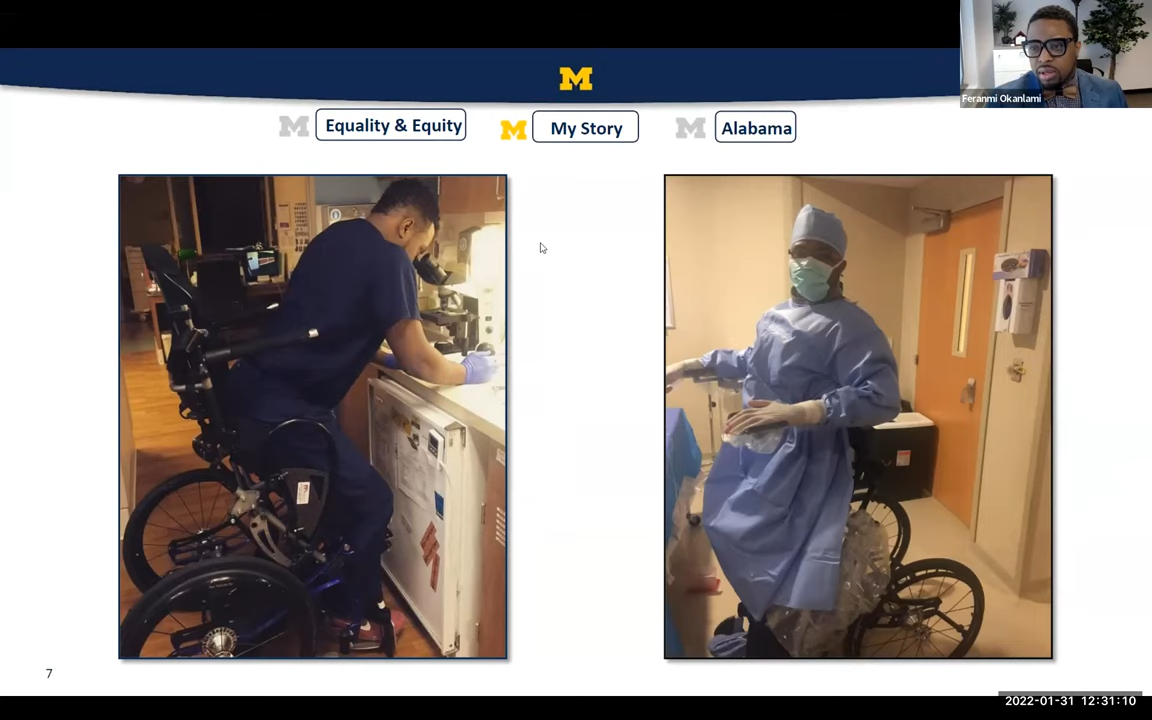 M
Feranmi Okanlami
M Equality & Equity
M My Story
M Alabama
7
2022-01-31 12:31:10